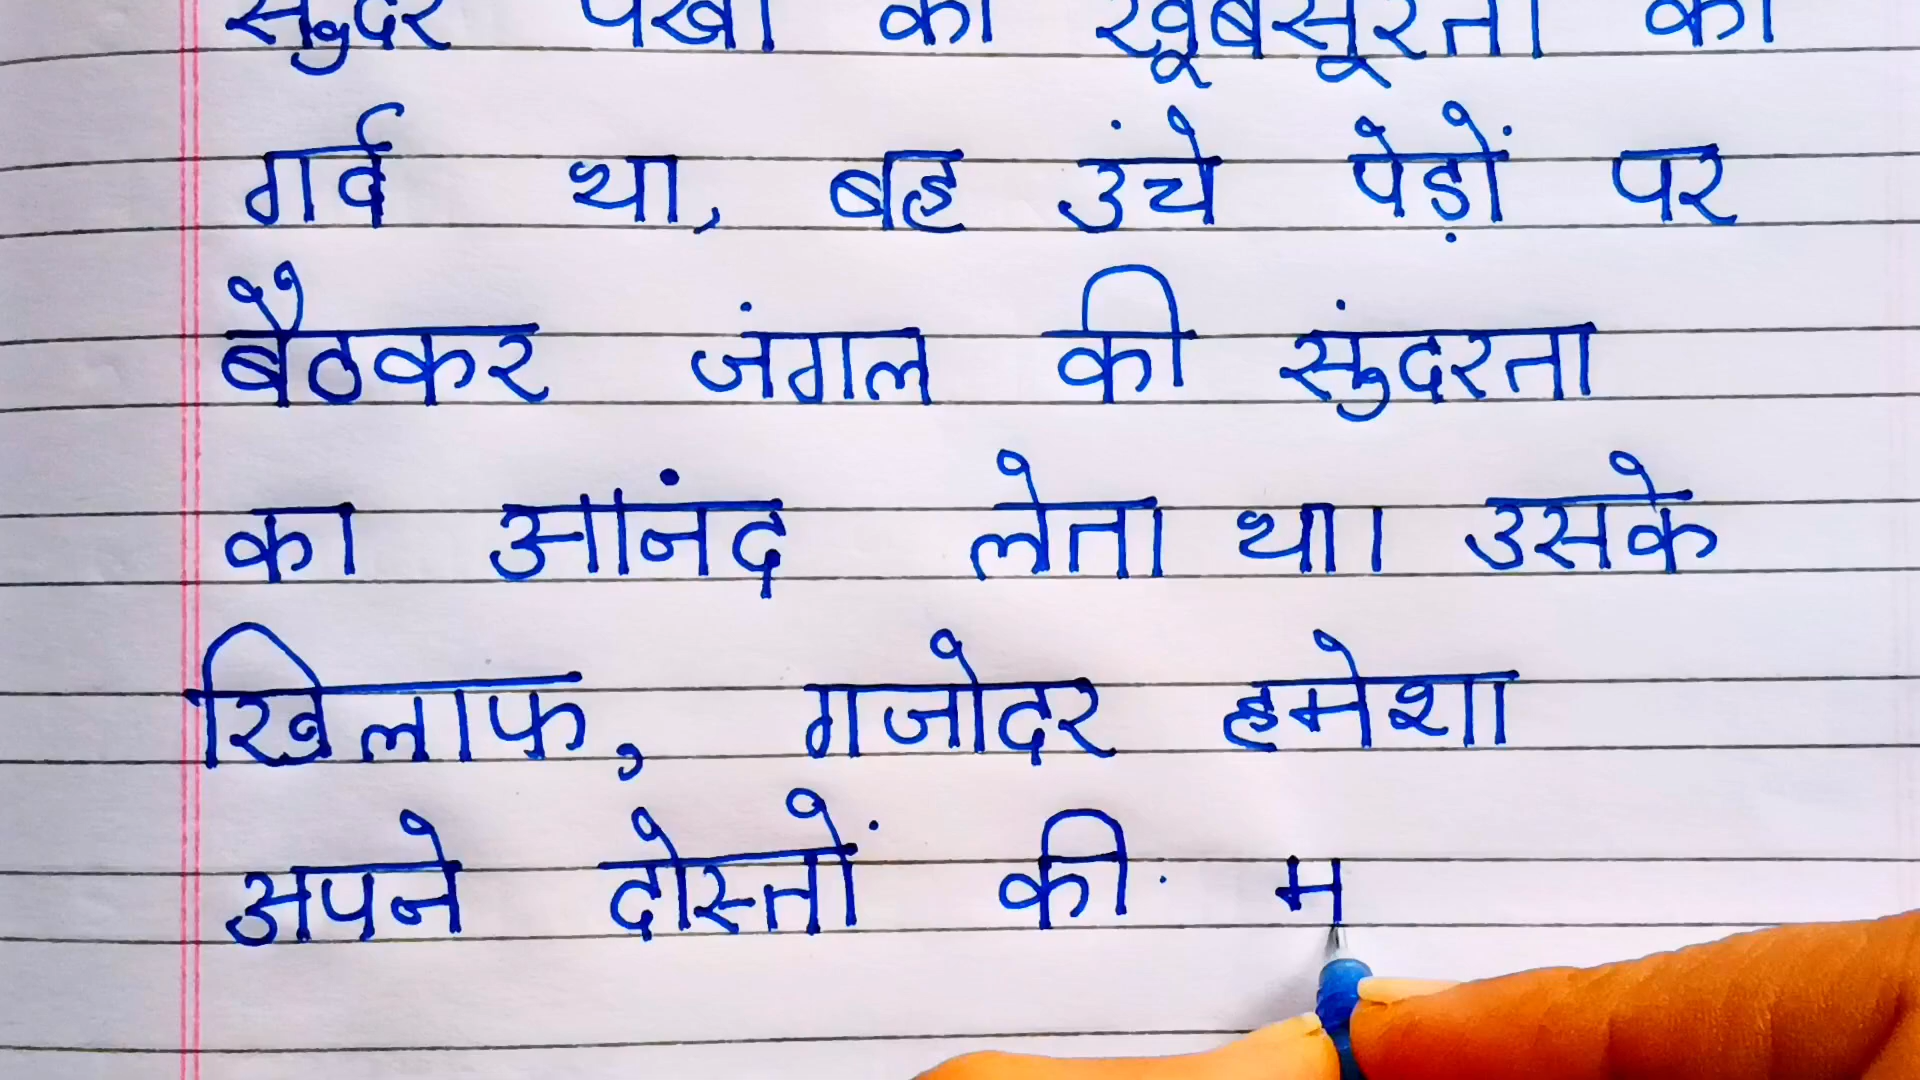 गर्व था, बह उंचे पेड़ों पर
बैठकर जंगल की सुंदरता
का आनंद लेता था। उसके
खिलाफ, गजोदर हमेशा
अपने दोस्तों की म